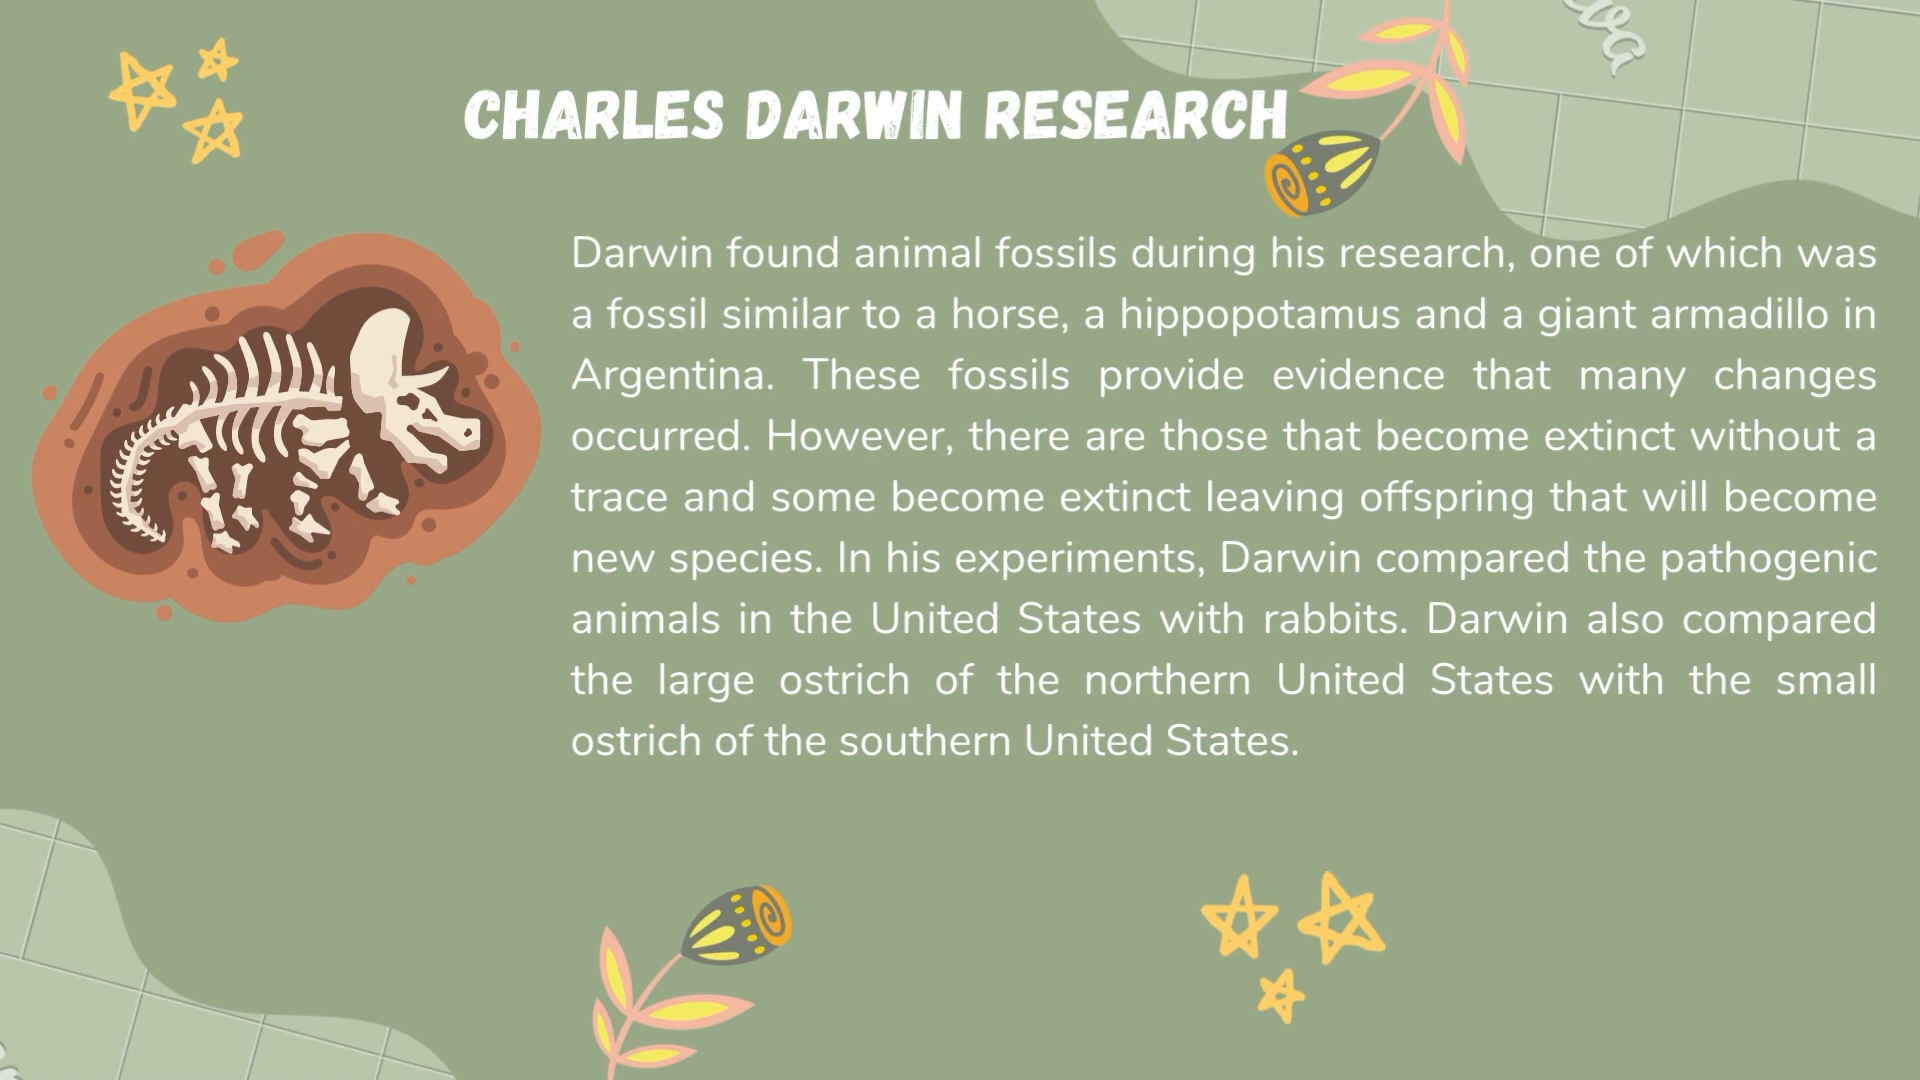 CHARLES DARWIN RESEARCH
Darwin found animal fossils during his research, one of which was
a fossil similar to a horse, a hippopotamus and a giant armadillo in
Argentina. These fossils provide evidence that many changes
occurred. However, there are those that become extinct without a
trace and some become extinct leaving offspring that will become
new species. In his experiments, Darwin compared the pathogenic
animals in the United States with rabbits. Darwin also compared
the large ostrich of the northern United States with the small
ostrich of the southern United States.